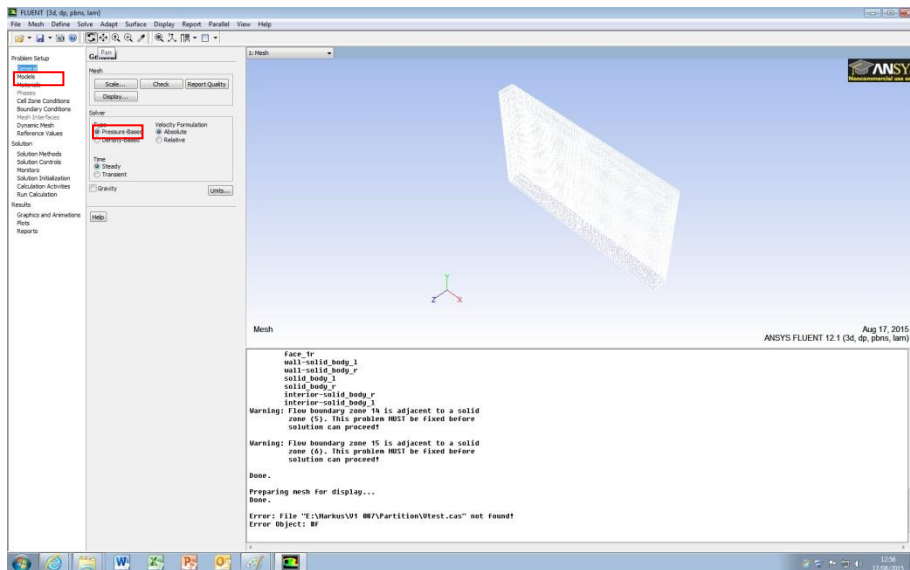 FLUENT [3d, dp, pbns, lam]
File Mesh Define Solve Adapt Surface Display Report Parallel View Help
Problem Setup
General
Models
Materials
Phases
Cell Zone Conditions
Boundary Conditions
Mesh Interfaces
Dynamic Mesh
Reference Values
Solution
Solution Methods
Solution Controls
Monitors
Solution Initialization
Calculation Activities
Run Calculation
Results
Graphics and Animations
Plots
Reports
Pan
General
Mesh
Scale... Check Report Quality
Display...
Solver
Type Velocity Formulation
Pressure-Based Absolute
Density-Based Relative
Time
Steady
Transient
Gravity Units...
Help
1: Mesh
ANSYS
Noncommercial use only
Y
Z X
Mesh Aug 17, 2015
ANSYS FLUENT 12.1 (3d, dp, pbns, lam)
face_1r
wall-solid_body_l
wall-solid_body_r
solid_body_l
solid_body_r
interior-solid_body_r
interior-solid_body_l
Warning: Flow boundary zone 14 is adjacent to a solid
zone (5). This problem MUST be fixed before
solution can proceed!
Warning: Flow boundary zone 15 is adjacent to a solid
zone (6). This problem MUST be fixed before
solution can proceed!
Done.
Preparing mesh for display...
Done.
Error: File "E:\Markus\V1 007\Partition\Vtest.cas" not found!
Error Object: #f
12:56
17/08/2015